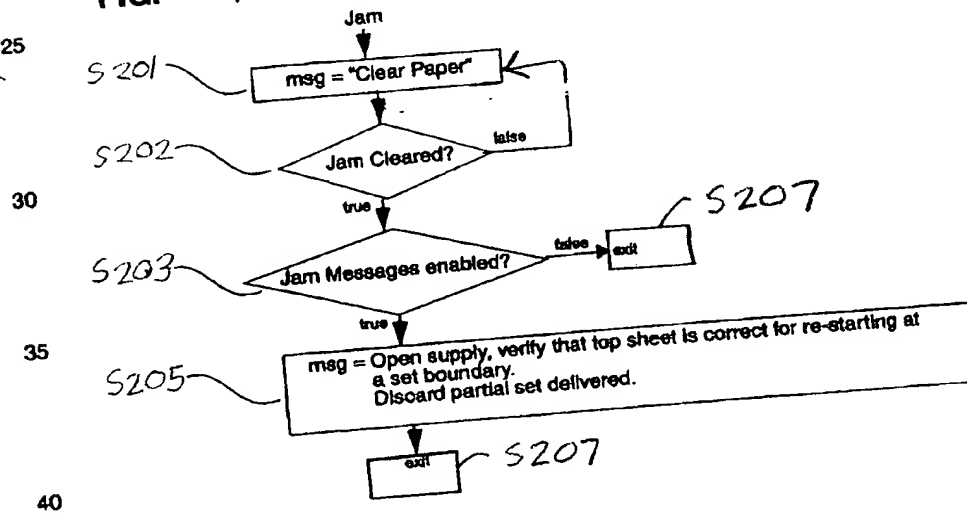 Jam
25
S201
msg = "Clear Paper"
S202
Jam Cleared?
false
30
true
S207
S203
Jam Messages enabled?
false
exit
true
35
msg = Open supply, verify that top sheet is correct for re-starting at
a set boundary.
Discard partial set delivered.
S205
exit
S207
40